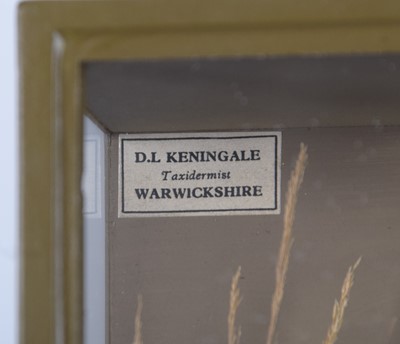 D.L KENINGALE
Taxidermist
WARWICKSHIRE